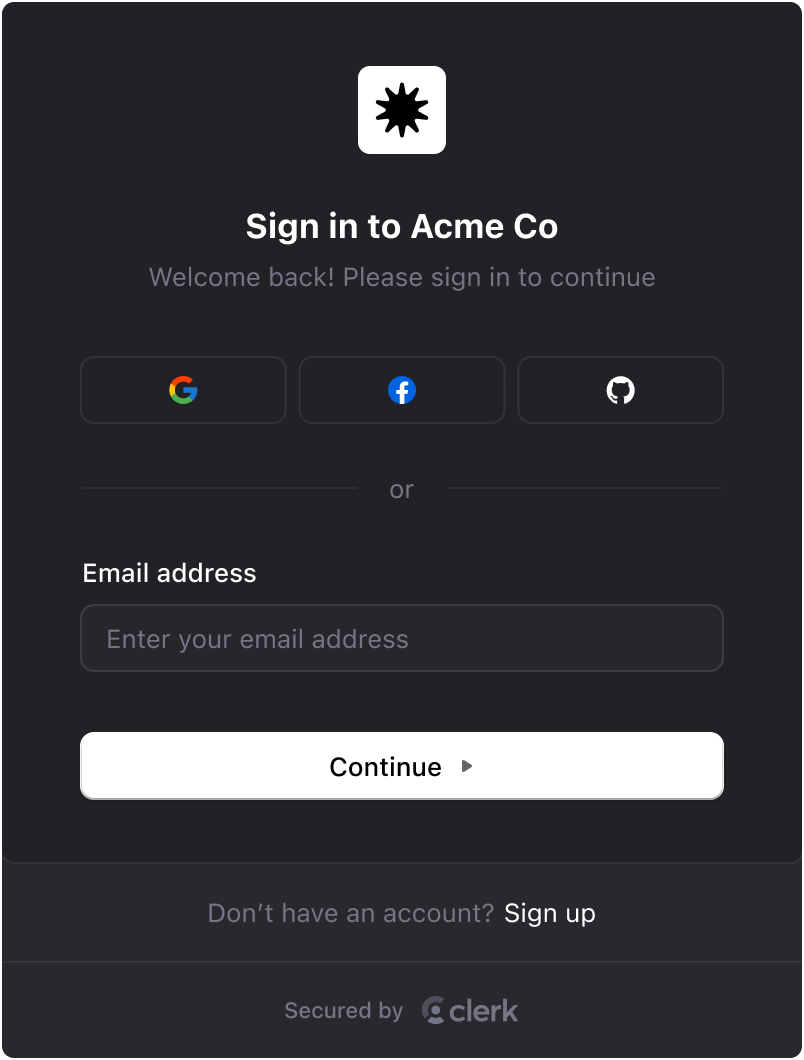 Sign in to Acme Co
Welcome back! Please sign in to continue
or
Email address
Enter your email address
Continue
Don’t have an account? Sign up
Secured by clerk